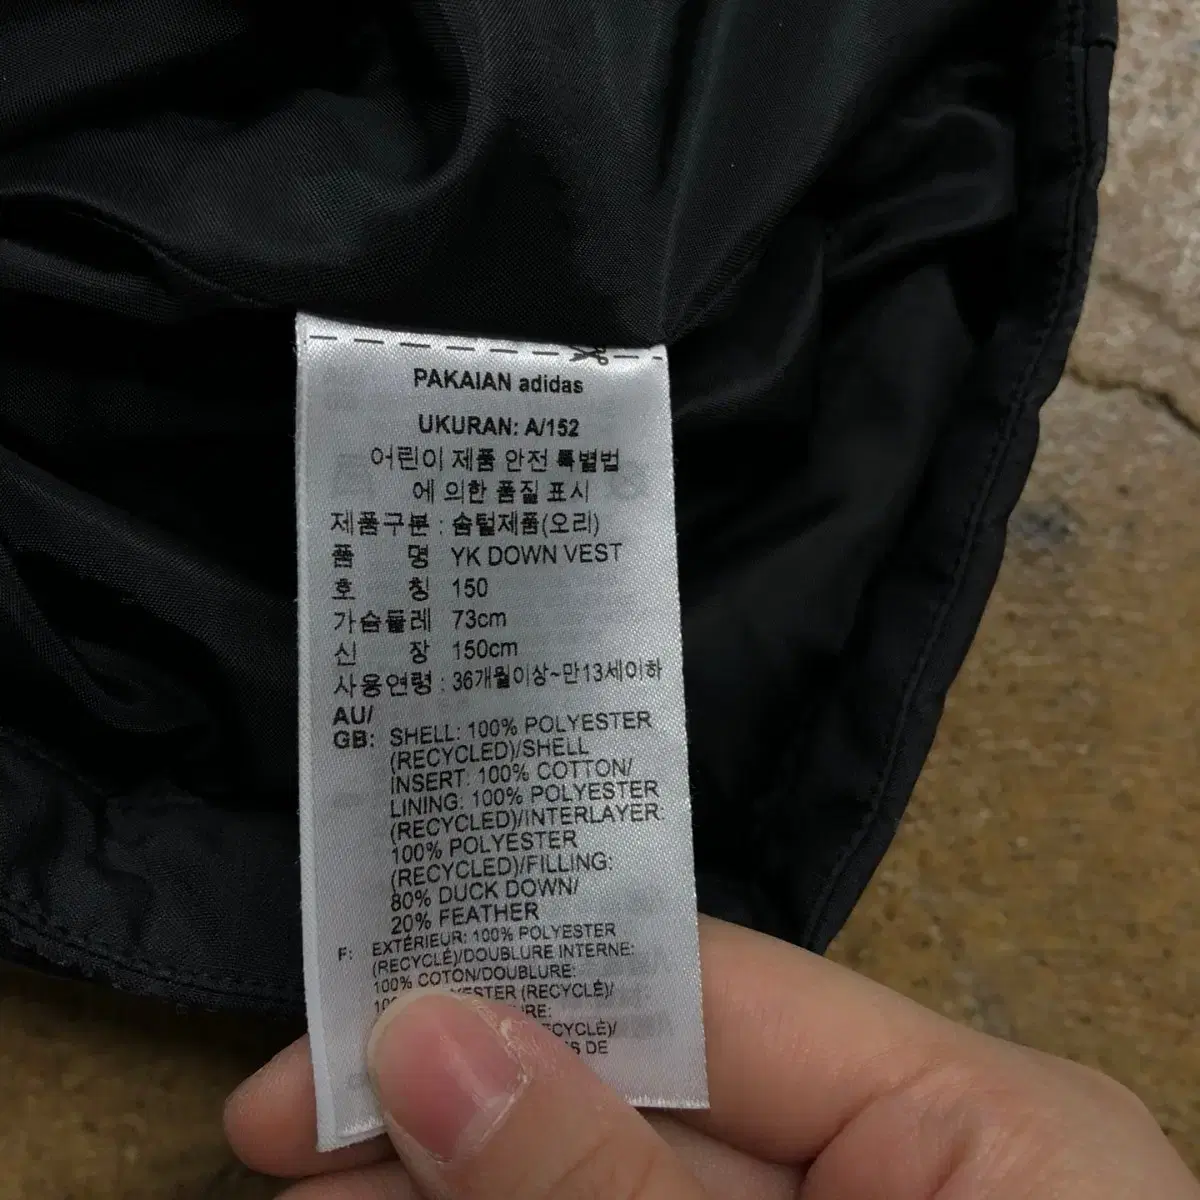 PAKAIAN adidas
UKURAN: A/152
어린이 제품 안전 특별법
에 의한 품질 표시
제품구분 : 솜털제품(오리)
품 명 YK DOWN VEST
호 칭 150
가슴둘레 73cm
신 장 150cm
사용연령 : 36개월이상~만13세이하
AU/
GB: SHELL: 100% POLYESTER
(RECYCLED)/SHELL
INSERT: 100% COTTON/
LINING: 100% POLYESTER
(RECYCLED)/INTERLAYER:
100% POLYESTER
(RECYCLED)/FILLING:
80% DUCK DOWN/
20% FEATHER
F: EXTÉRIEUR: 100% POLYESTER
(RECYCLÉ)/DOUBLURE INTERNE:
100% COTON/DOUBLURE:
(RECYCLÉ)/
DE